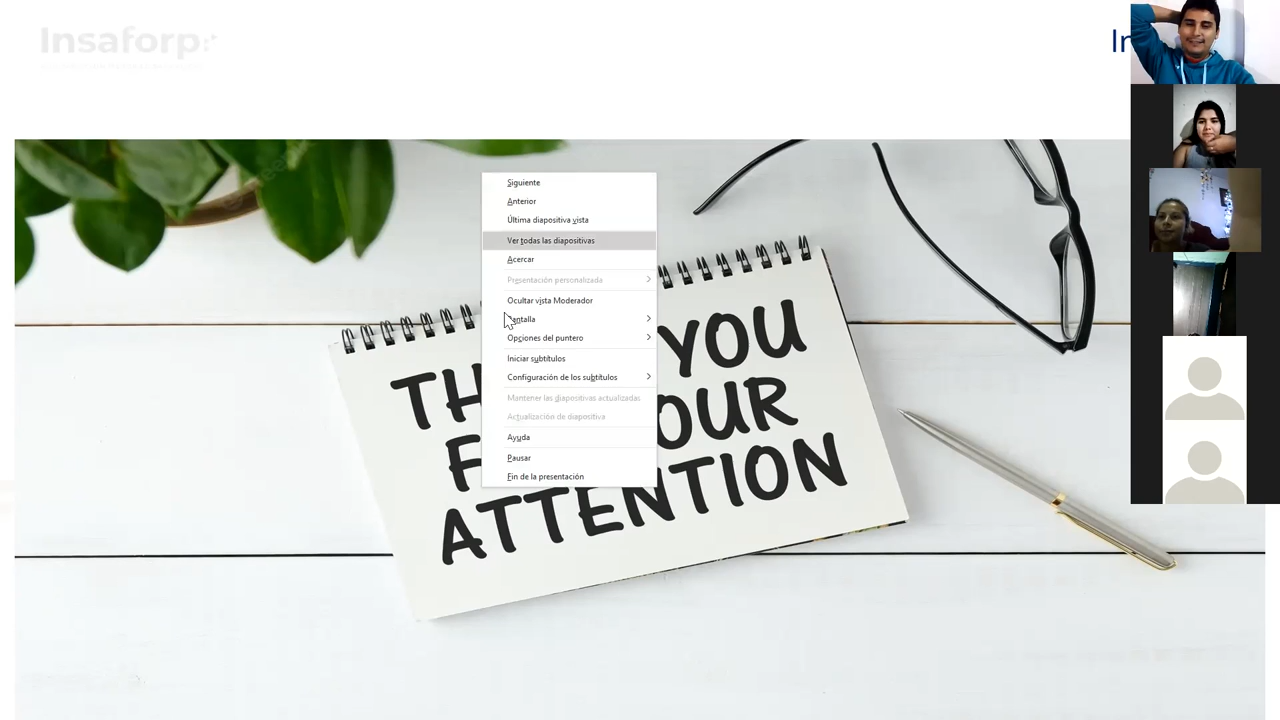 Insaforp
In
Siguiente
Anterior
Última diapositiva vista
Ver todas las diapositivas
Acercar
Presentación personalizada
Ocultar vista Moderador
Opciones del puntero
Iniciar subtítulos
Configuración de los subtítulos
Mantener las diapositivas actualizadas
Actualización de diapositiva
Ayuda
Pausar
Fin de la presentación
TH YOU
F OUR
ATTENTION